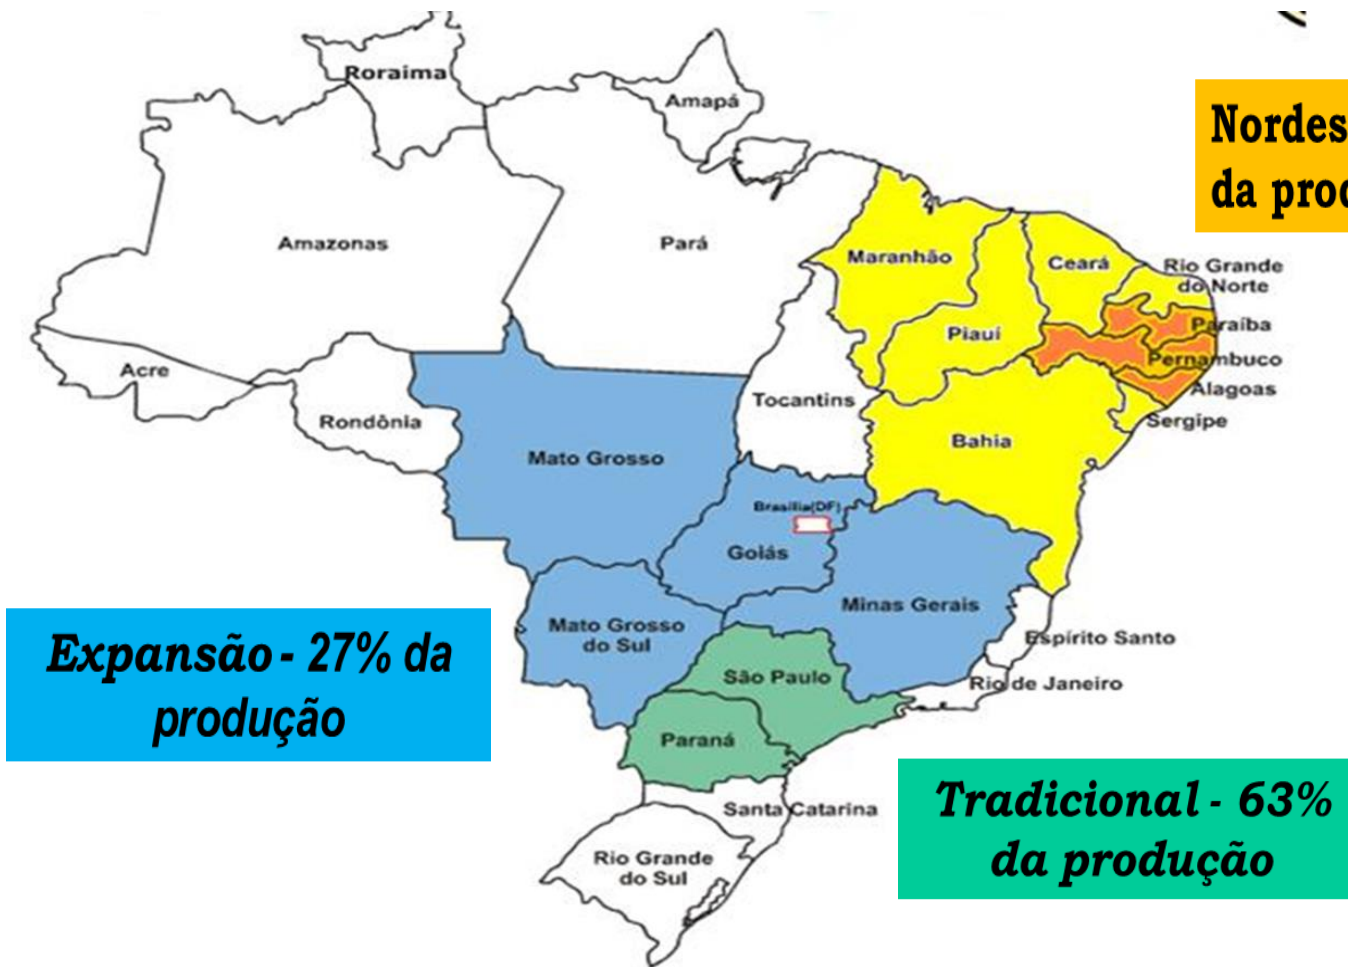 Roraima
Amapá
Nordes
da prod
Amazonas
Pará
Maranhão
Ceará
Rio Grande
do Norte
Piauí
Paraíba
Pernambuco
Acre
Alagoas
Tocantins
Sergipe
Rondônia
Bahia
Mato Grosso
Brasília(DF)
Goiás
Minas Gerais
Mato Grosso
do Sul
Espírito Santo
São Paulo
Rio de Janeiro
Expansão - 27% da
produção
Paraná
Santa Catarina
Tradicional - 63%
da produção
Rio Grande
do Sul